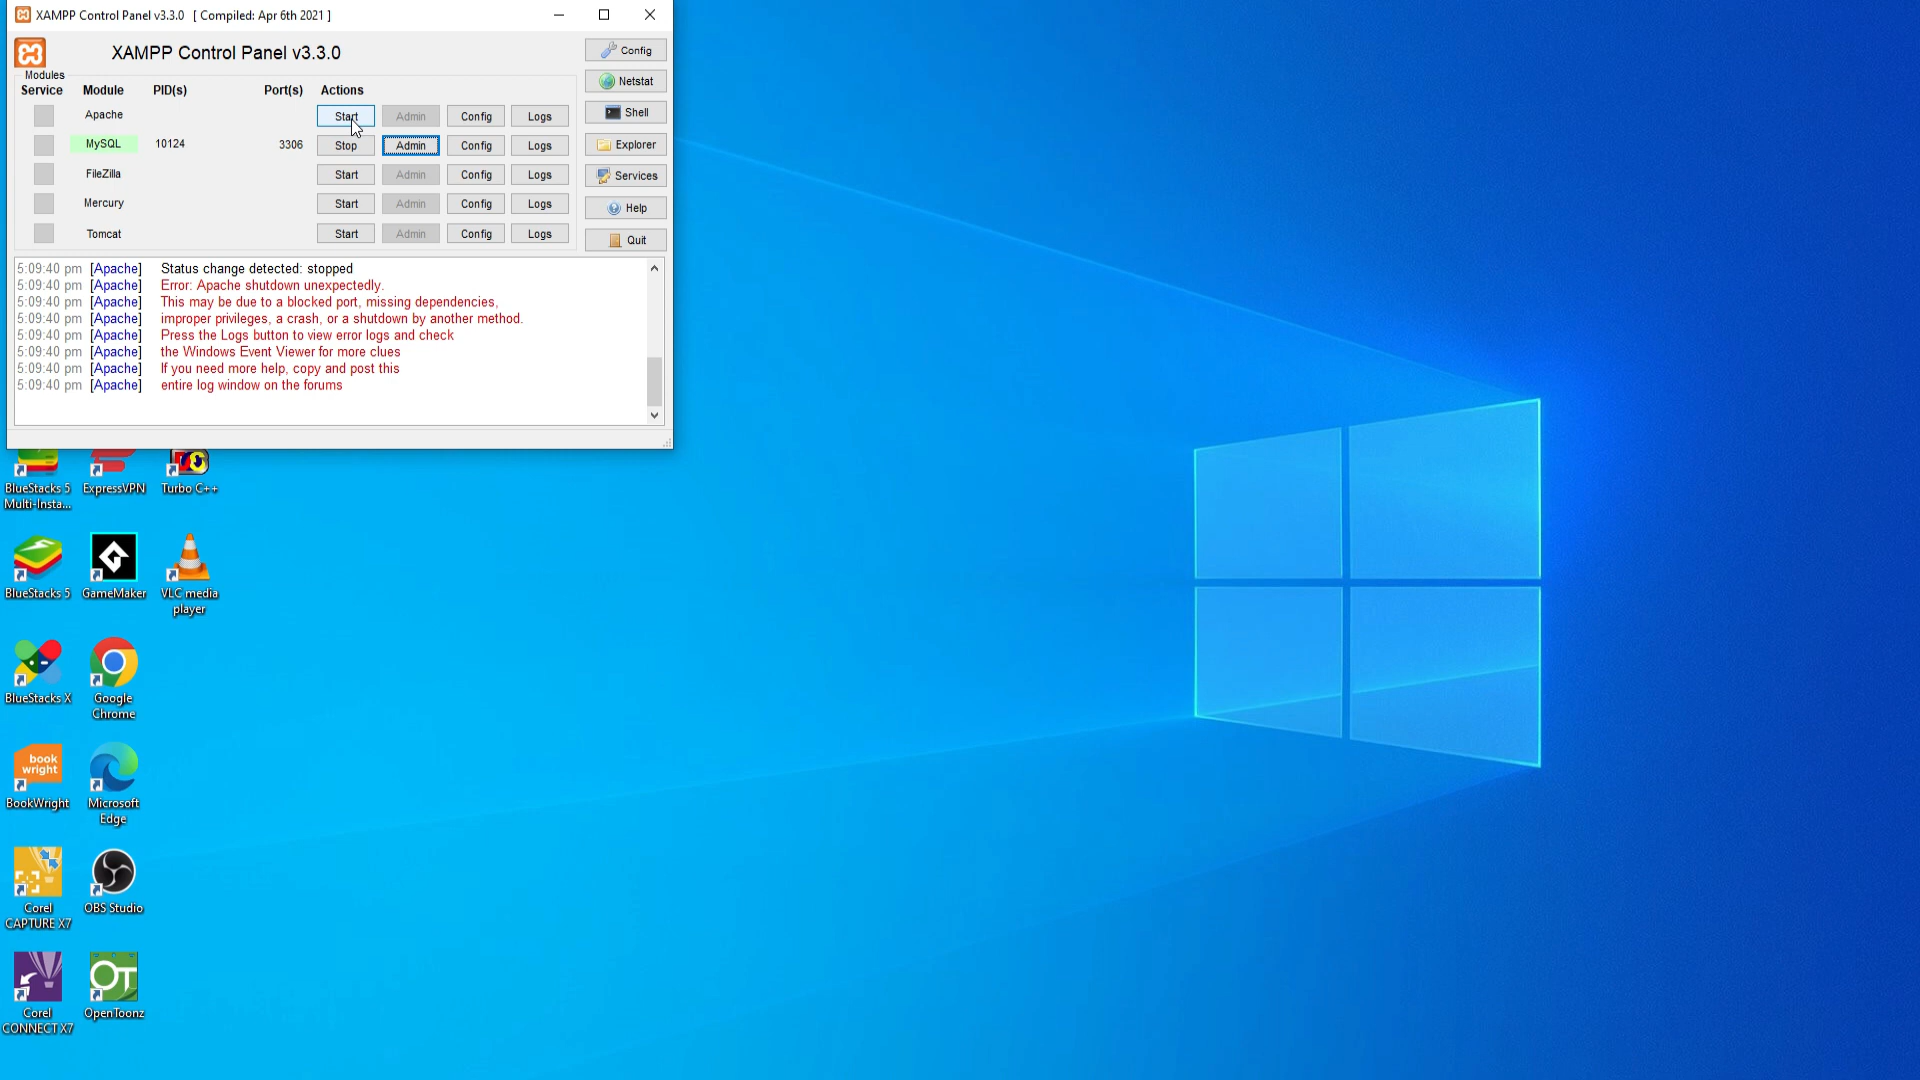 XAMPP Control Panel v3.3.0   [ Compiled: Apr 6th 2021 ]
XAMPP Control Panel v3.3.0
Config
Modules
Service Module PID(s) Port(s) Actions
Netstat
Apache Start Admin Config Logs
Shell
MySQL 10124 3306 Stop Admin Config Logs
Explorer
FileZilla Start Admin Config Logs
Services
Mercury Start Admin Config Logs
Help
Tomcat Start Admin Config Logs
Quit
5:09:40 pm [Apache] Status change detected: stopped
5:09:40 pm [Apache] Error: Apache shutdown unexpectedly.
5:09:40 pm [Apache] This may be due to a blocked port, missing dependencies,
5:09:40 pm [Apache] improper privileges, a crash, or a shutdown by another method.
5:09:40 pm [Apache] Press the Logs button to view error logs and check
5:09:40 pm [Apache] the Windows Event Viewer for more clues
5:09:40 pm [Apache] If you need more help, copy and post this
5:09:40 pm [Apache] entire log window on the forums
BlueStacks 5
Multi-Insta...
ExpressVPN
Turbo C++
BlueStacks 5
GameMaker
VLC media
player
BlueStacks X
Google
Chrome
book
wright
BookWright
Microsoft
Edge
Corel
CAPTURE X7
OBS Studio
Corel
CONNECT X7
OT
OpenToonz